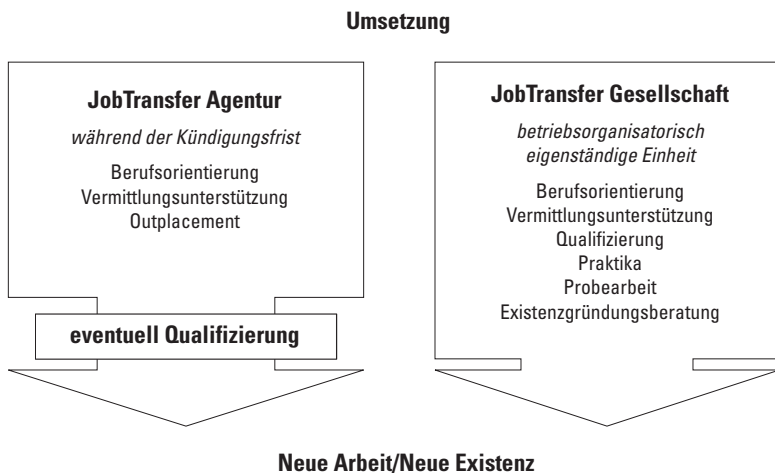 Umsetzung
JobTransfer Agentur
während der Kündigungsfrist
Berufsorientierung
Vermittlungsunterstützung
Outplacement
eventuell Qualifizierung
JobTransfer Gesellschaft
betriebsorganisatorisch
eigenständige Einheit
Berufsorientierung
Vermittlungsunterstützung
Qualifizierung
Praktika
Probearbeit
Existenzgründungsberatung
Neue Arbeit/Neue Existenz